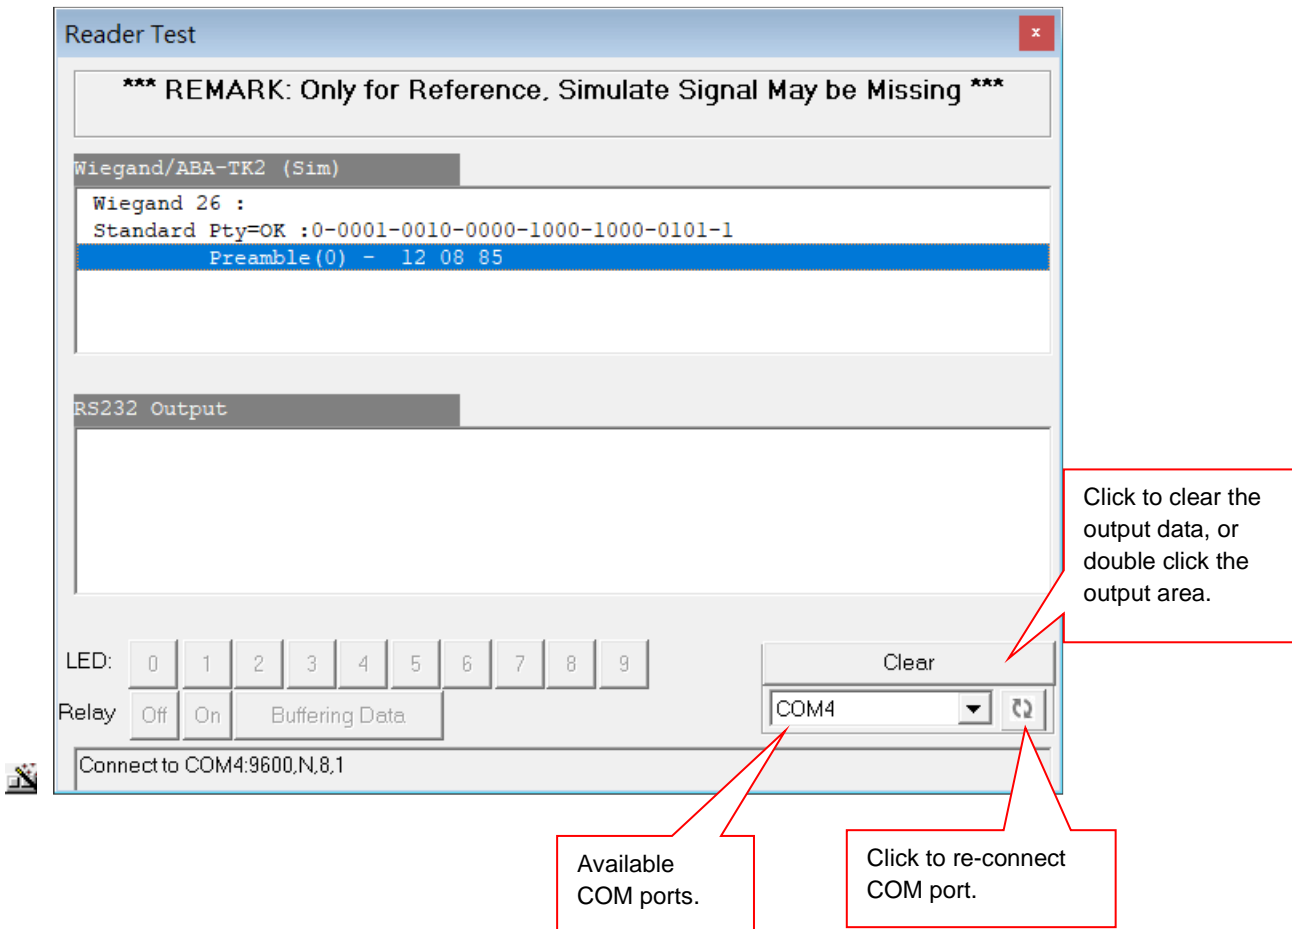 Reader Test
x
*** REMARK: Only for Reference, Simulate Signal May be Missing ***
Wiegand/ABA-TK2 (Sim)
Wiegand 26 :
Standard Pty=OK :0-0001-0010-0000-1000-1000-0101-1
Preamble(0) - 12 08 85
RS232 Output
Click to clear the
output data, or
double click the
output area.
LED: 0 1 2 3 4 5 6 7 8 9
Clear
Relay Off On Buffering Data
COM4
Connect to COM4:9600,N,8,1
Available
COM ports.
Click to re-connect
COM port.